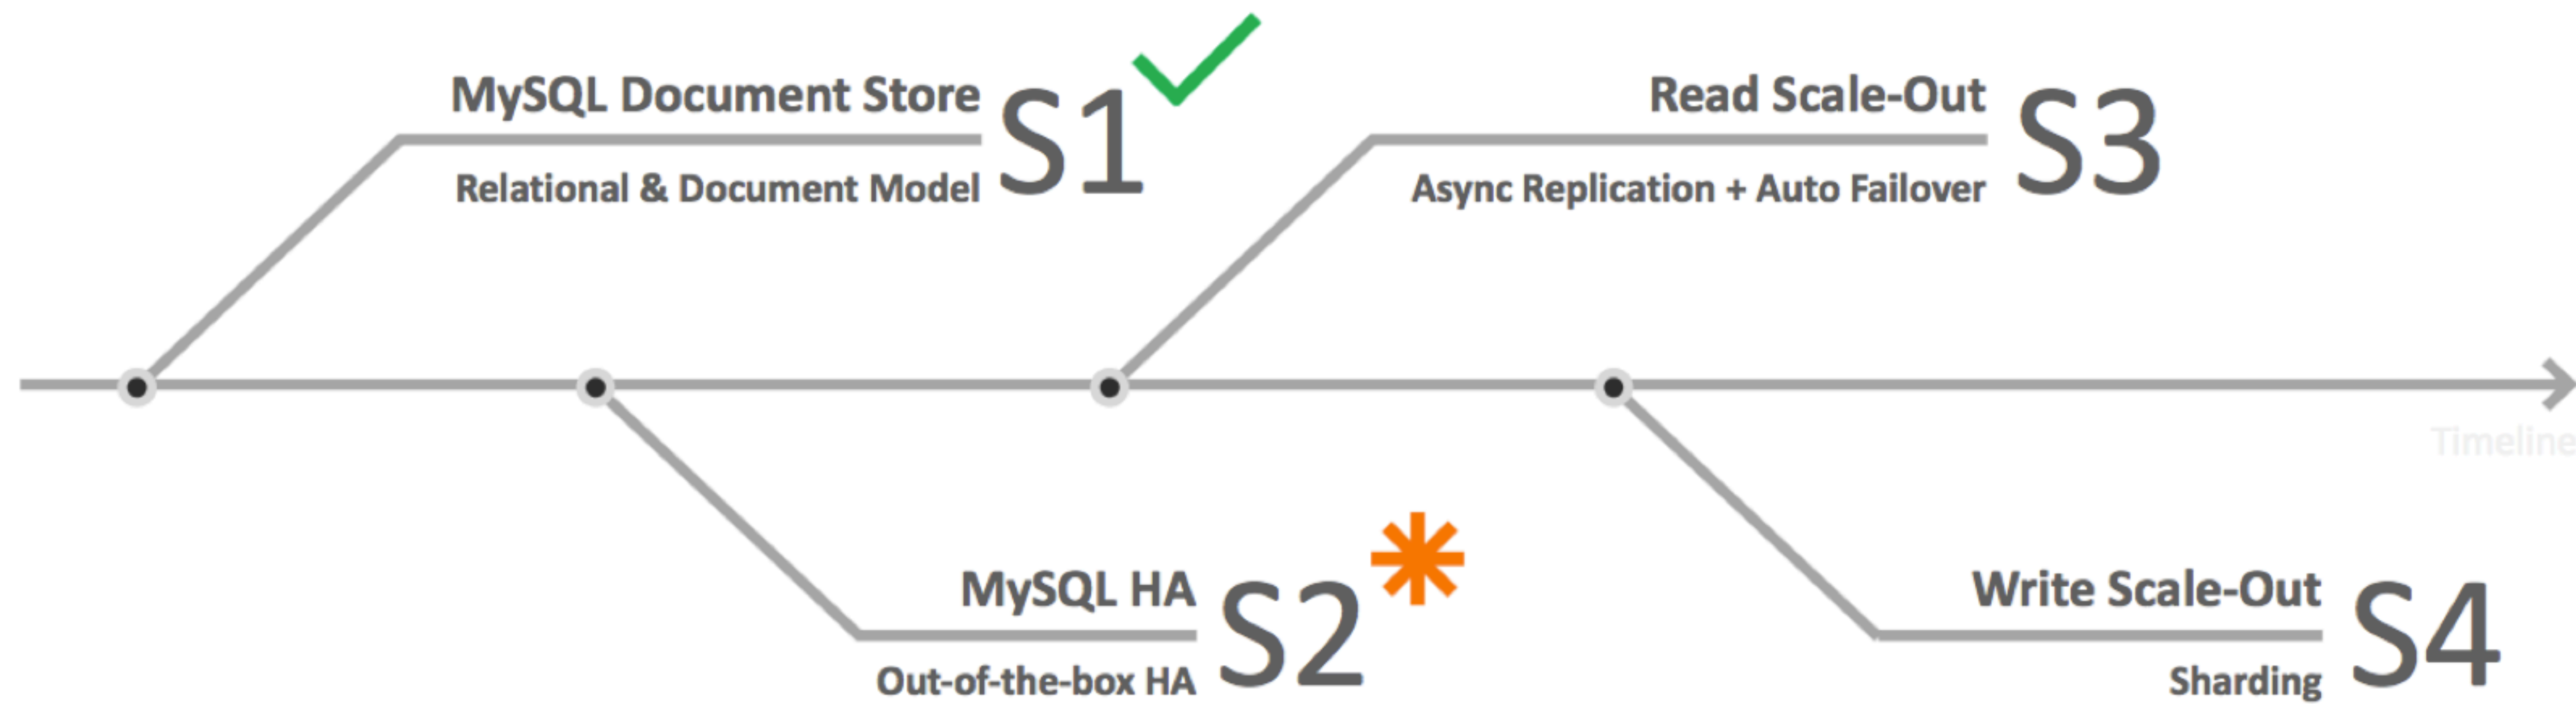 MySQL Document Store
Relational & Document Model
S1
Read Scale-Out
Async Replication + Auto Failover
S3
Timeline
MySQL HA
Out-of-the-box HA
S2
Write Scale-Out
Sharding
S4